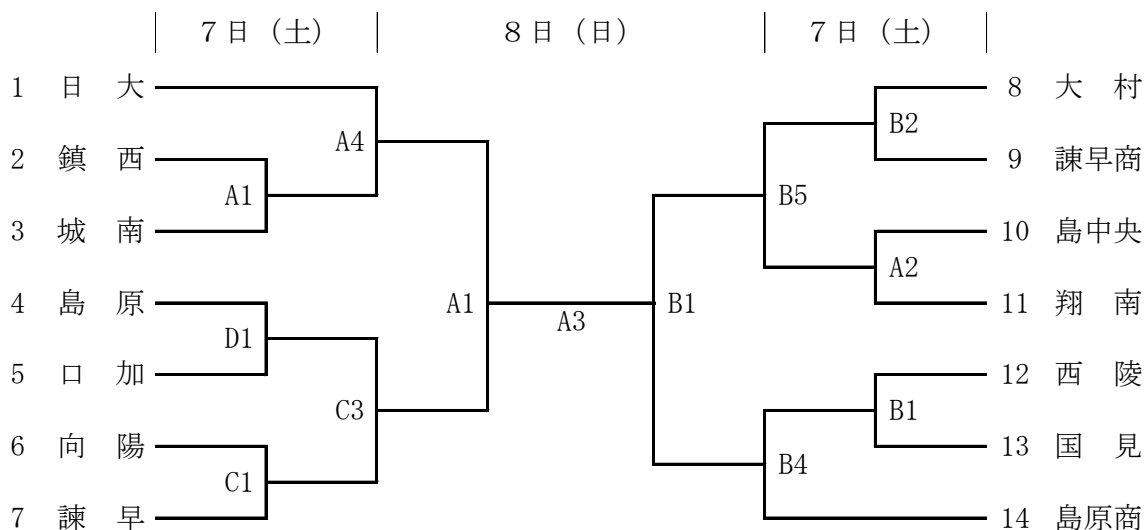 7日（土） 8日（日） 7日（土）
1 日 大
2 鎮 西
3 城 南
4 島 原
5 口 加
6 向 陽
7 諫 早
A4
A1
D1
C3
C1
A1
A3
B1
B2
B5
A2
B1
B4
8 大 村
9 諫早商
10 島中央
11 翔 南
12 西 陵
13 国 見
14 島原商